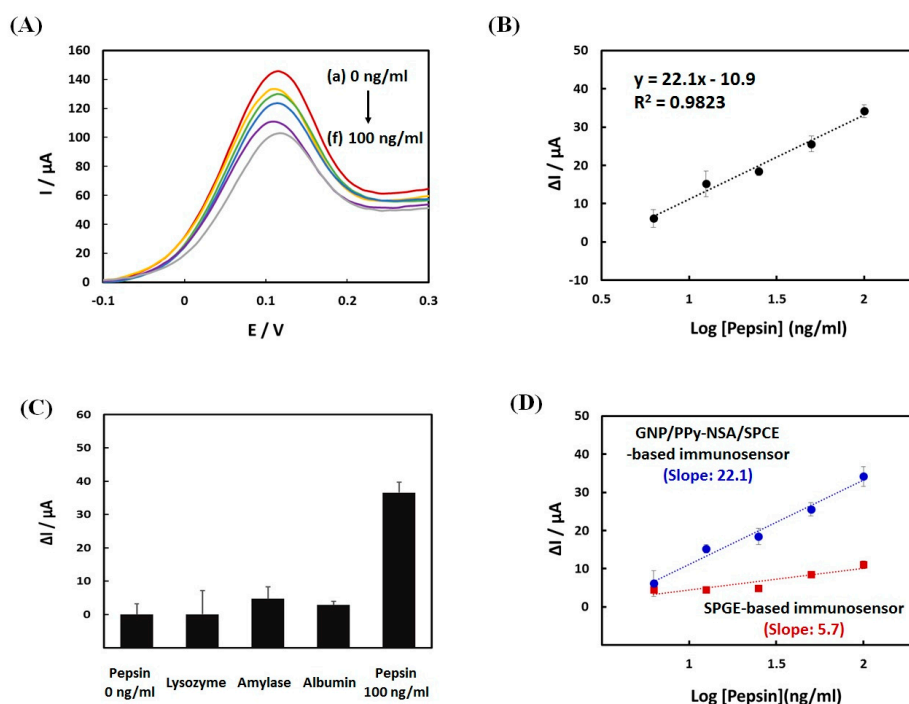 (A)
160
140
120
100
80
60
40
20
0
I / µA
-0.1
0
0.1
0.2
0.3
E / V
(a) 0 ng/ml
(f) 100 ng/ml
(B)
50
40
30
20
10
0
-10
ΔI / µA
y = 22.1x - 10.9
R² = 0.9823
0.5
1
1.5
2
Log [Pepsin] (ng/ml)
(C)
60
50
40
30
20
10
0
ΔI / µA
Pepsin
0 ng/ml
Lysozyme
Amylase
Albumin
Pepsin
100 ng/ml
(D)
50
40
30
20
10
0
ΔI / µA
GNP/PPy-NSA/SPCE
-based immunosensor
(Slope: 22.1)
SPGE-based immunosensor
(Slope: 5.7)
1
1.5
2
Log [Pepsin](ng/ml)